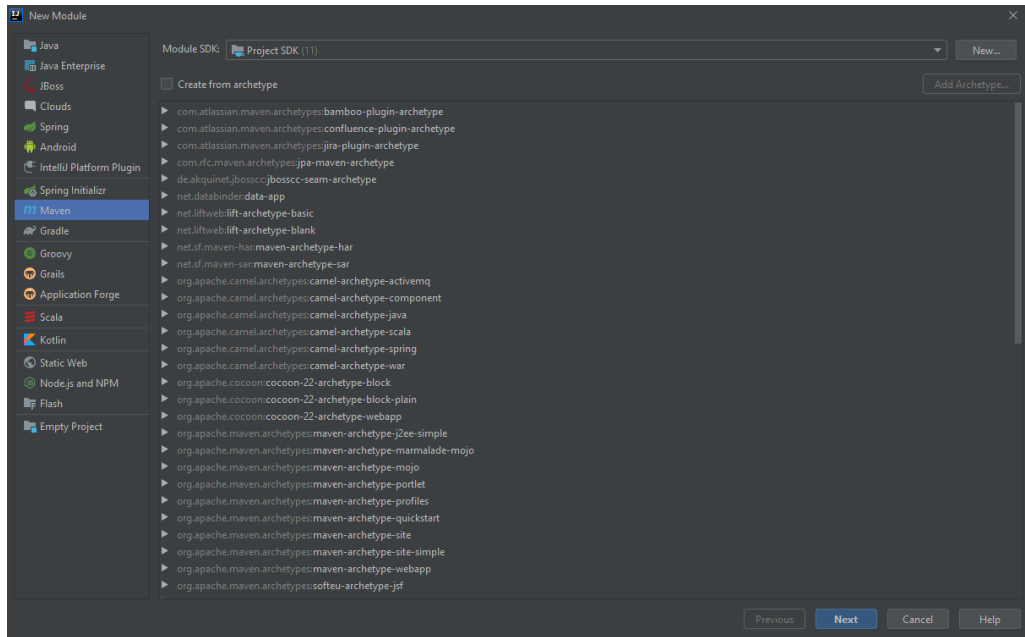 New Module
Java
Java Enterprise
JBoss
Clouds
Spring
Android
IntelliJ Platform Plugin
Spring Initializr
Maven
Gradle
Groovy
Grails
Application Forge
Scala
Kotlin
Static Web
Node.js and NPM
Flash
Empty Project
Module SDK: Project SDK (11) New...
Create from archetype Add Archetype...
com.atlassian.maven.archetypes:bamboo-plugin-archetype
com.atlassian.maven.archetypes:confluence-plugin-archetype
com.atlassian.maven.archetypes:jira-plugin-archetype
com.rfc.maven.archetypes:jpa-maven-archetype
de.akquinet.jbosscc:jbosscc-seam-archetype
net.databinder:data-app
net.liftweb:lift-archetype-basic
net.liftweb:lift-archetype-blank
net.sf.maven-har:maven-archetype-har
net.sf.maven-sar:maven-archetype-sar
org.apache.camel.archetypes:camel-archetype-activemq
org.apache.camel.archetypes:camel-archetype-component
org.apache.camel.archetypes:camel-archetype-java
org.apache.camel.archetypes:camel-archetype-scala
org.apache.camel.archetypes:camel-archetype-spring
org.apache.camel.archetypes:camel-archetype-war
org.apache.cocoon:cocoon-22-archetype-block
org.apache.cocoon:cocoon-22-archetype-block-plain
org.apache.cocoon:cocoon-22-archetype-webapp
org.apache.maven.archetypes:maven-archetype-j2ee-simple
org.apache.maven.archetypes:maven-archetype-marmalade-mojo
org.apache.maven.archetypes:maven-archetype-mojo
org.apache.maven.archetypes:maven-archetype-portlet
org.apache.maven.archetypes:maven-archetype-profiles
org.apache.maven.archetypes:maven-archetype-quickstart
org.apache.maven.archetypes:maven-archetype-site
org.apache.maven.archetypes:maven-archetype-site-simple
org.apache.maven.archetypes:maven-archetype-webapp
org.apache.maven.archetypes:softeu-archetype-jsf
Previous Next Cancel Help